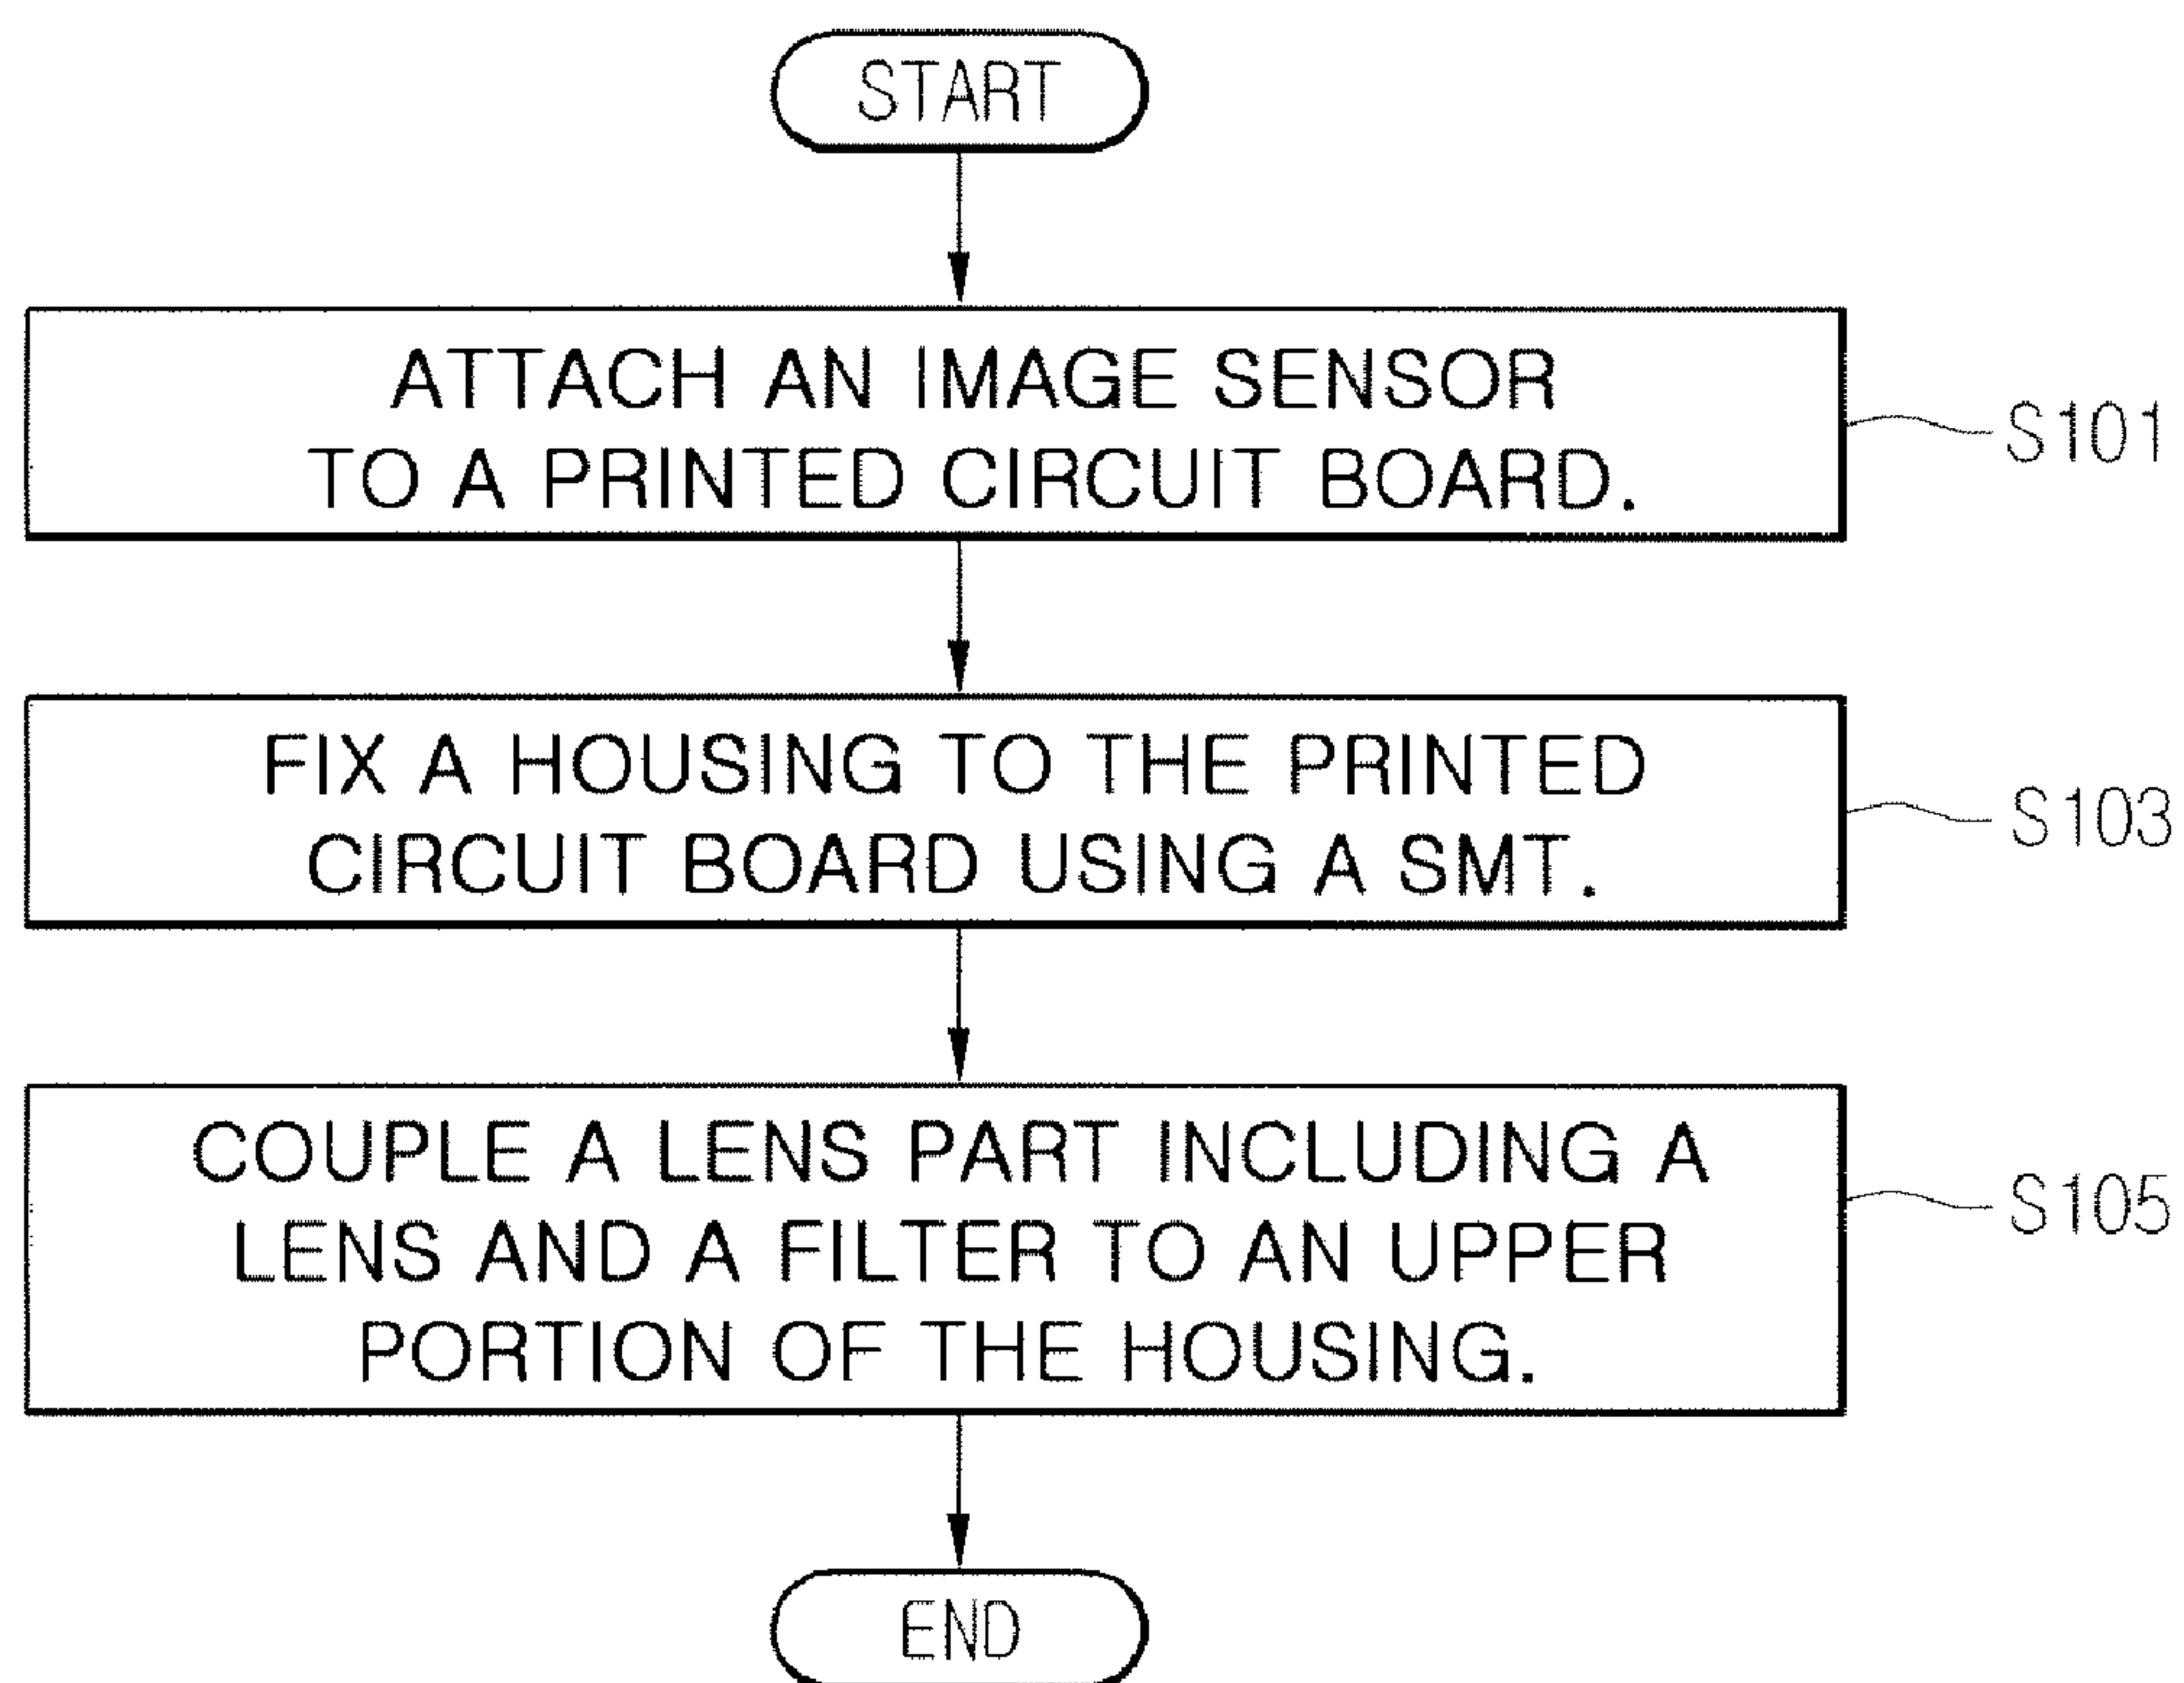 START
ATTACH AN IMAGE SENSOR
TO A PRINTED CIRCUIT BOARD.
S101
FIX A HOUSING TO THE PRINTED
CIRCUIT BOARD USING A SMT.
S103
COUPLE A LENS PART INCLUDING A
LENS AND A FILTER TO AN UPPER
PORTION OF THE HOUSING.
S105
END